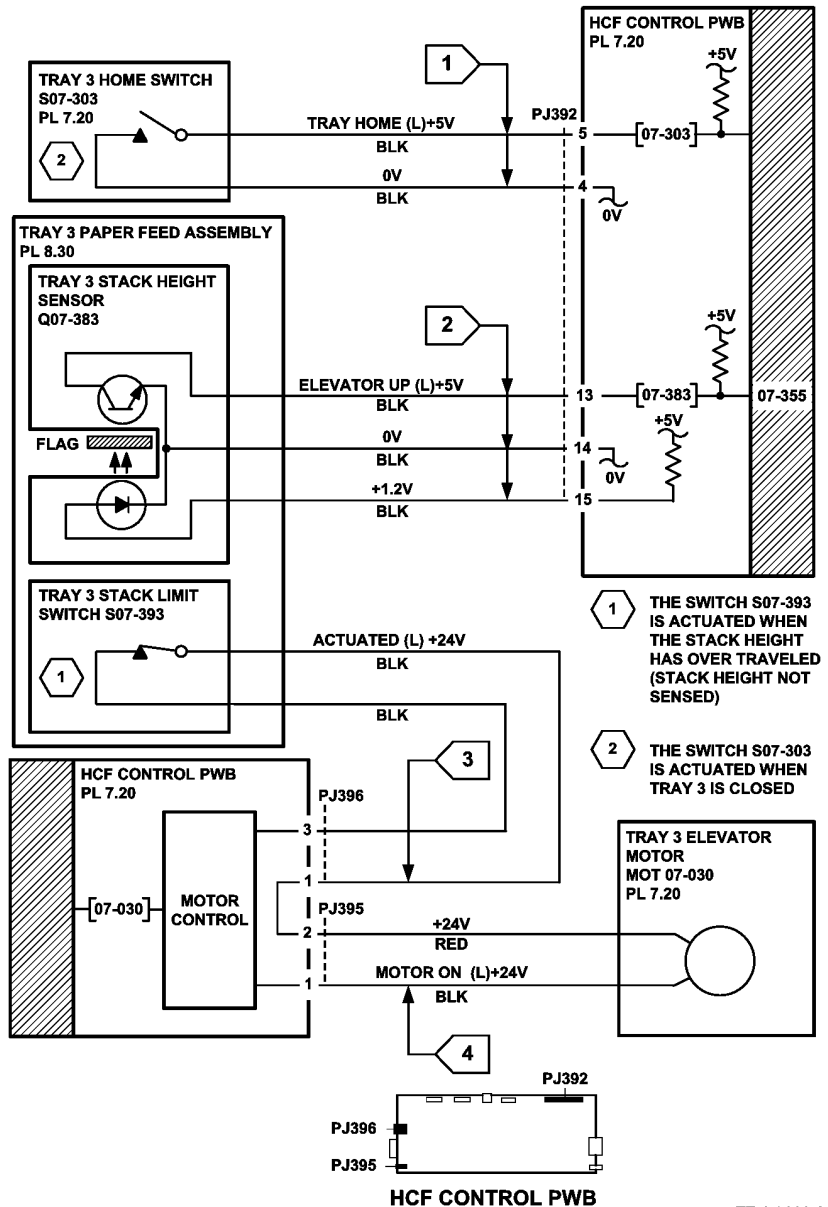 HCF CONTROL PWB
PL 7.20
+5V
1
TRAY 3 HOME SWITCH
S07-303
PL 7.20
2
TRAY HOME (L)+5V
BLK
PJ392
5
[07-303]
0V
BLK
4
0V
TRAY 3 PAPER FEED ASSEMBLY
PL 8.30
TRAY 3 STACK HEIGHT
SENSOR
Q07-383
2
+5V
ELEVATOR UP (L)+5V
BLK
13
[07-383]
07-355
+5V
FLAG
0V
BLK
14
0V
+1.2V
BLK
15
TRAY 3 STACK LIMIT
SWITCH S07-393
1
ACTUATED (L) +24V
BLK
BLK
1
THE SWITCH S07-393
IS ACTUATED WHEN
THE STACK HEIGHT
HAS OVER TRAVELED
(STACK HEIGHT NOT
SENSED)
2
THE SWITCH S07-303
IS ACTUATED WHEN
TRAY 3 IS CLOSED
3
HCF CONTROL PWB
PL 7.20
PJ396
3
1
[07-030]
MOTOR
CONTROL
PJ395
2
+24V
RED
1
MOTOR ON (L)+24V
BLK
TRAY 3 ELEVATOR
MOTOR
MOT 07-030
PL 7.20
4
PJ392
PJ396
PJ395
HCF CONTROL PWB